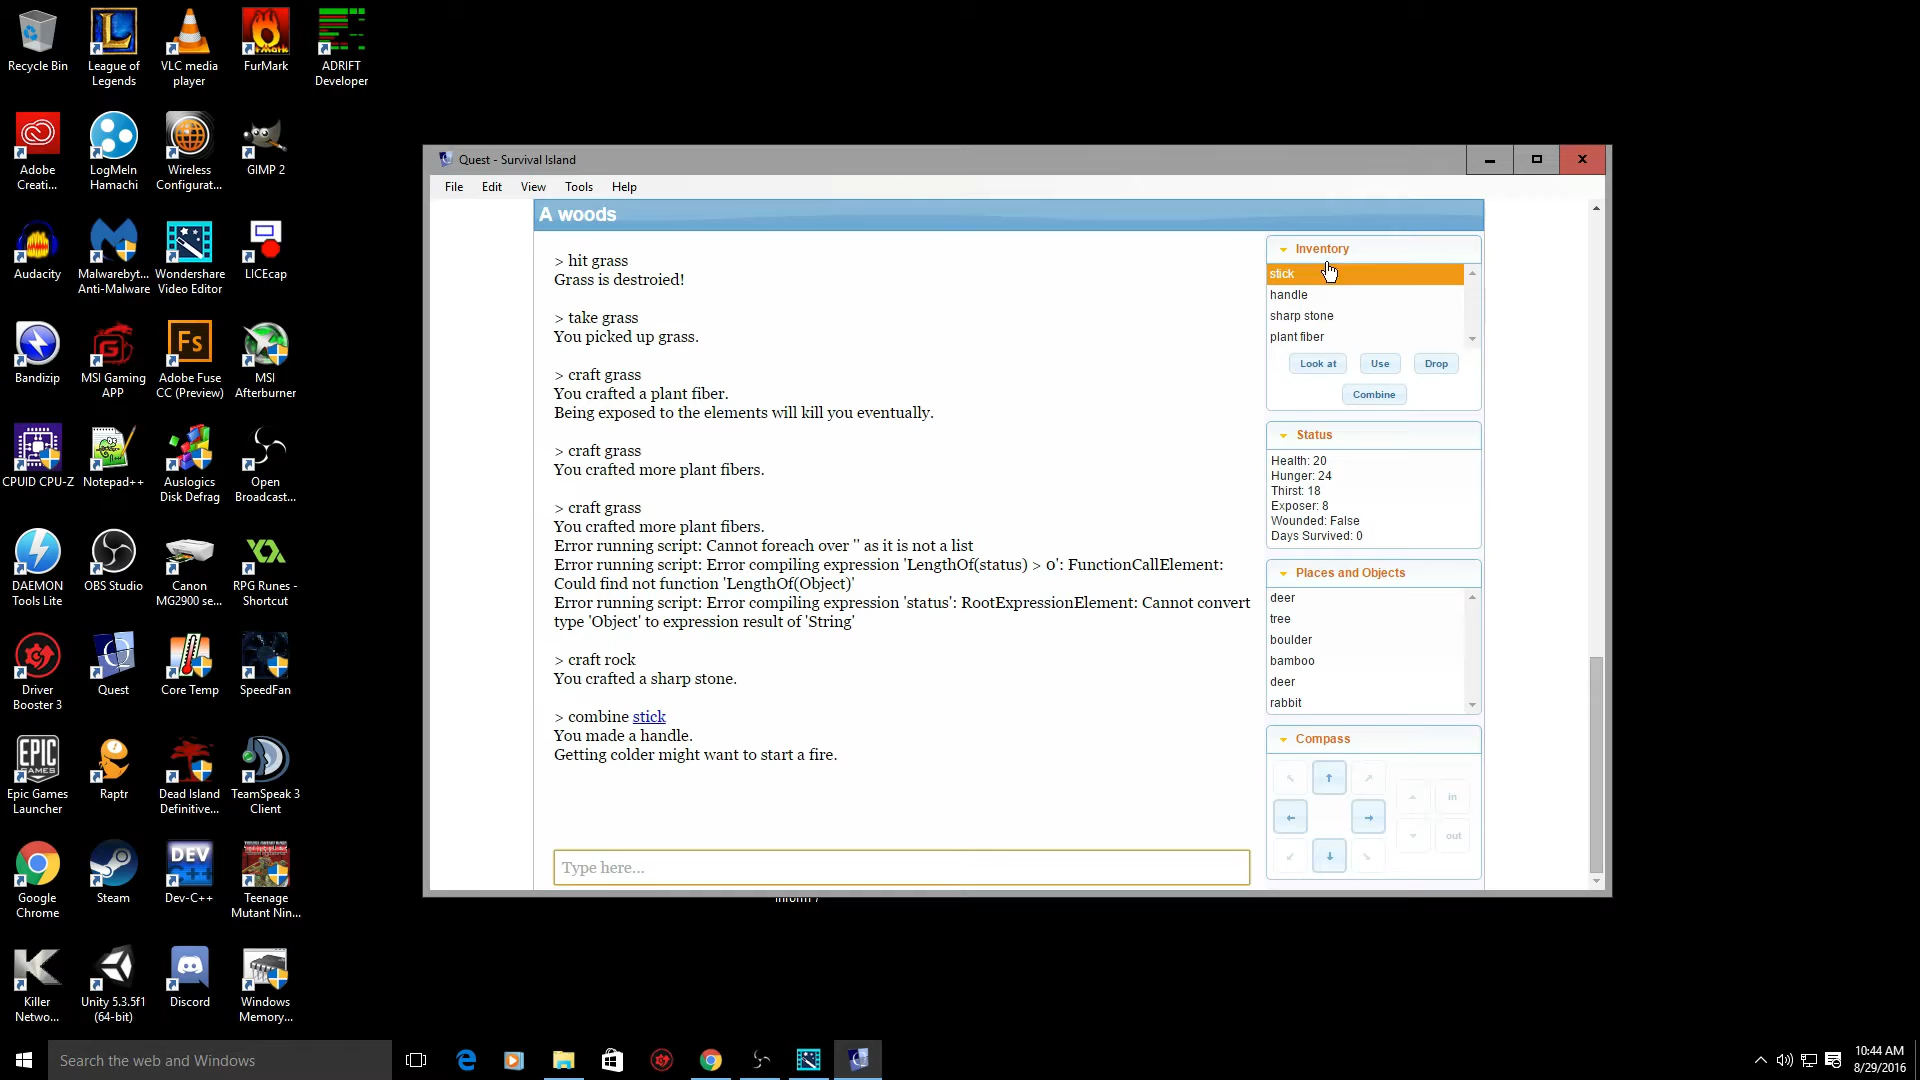 Recycle Bin
League of
Legends
VLC media
player
FurMark
ADRIFT
Developer
Adobe
Creati...
LogMeIn
Hamachi
Wireless
Configurat...
GIMP 2
Audacity
Malwarebyt...
Anti-Malware
Wondershare
Video Editor
LICEcap
Bandizip
MSI Gaming
APP
Adobe Fuse
CC (Preview)
MSI
Afterburner
CPUID CPU-Z
Notepad++
Auslogics
Disk Defrag
Open
Broadcast...
DAEMON
Tools Lite
OBS Studio
Canon
MG2900 se...
RPG Runes -
Shortcut
Driver
Booster 3
Quest
Core Temp
SpeedFan
Epic Games
Launcher
Raptr
Dead Island
Definitive...
TeamSpeak 3
Client
Google
Chrome
Steam
Dev-C++
Teenage
Mutant Nin...
Killer
Netwo...
Unity 5.3.5f1
(64-bit)
Discord
Windows
Memory...
Quest - Survival Island
File Edit View Tools Help
A woods
> hit grass
Grass is destroied!
> take grass
You picked up grass.
> craft grass
You crafted a plant fiber.
Being exposed to the elements will kill you eventually.
> craft grass
You crafted more plant fibers.
> craft grass
You crafted more plant fibers.
Error running script: Cannot foreach over '' as it is not a list
Error running script: Error compiling expression 'LengthOf(status) > 0': FunctionCallElement:
Could find not function 'LengthOf(Object)'
Error running script: Error compiling expression 'status': RootExpressionElement: Cannot convert
type 'Object' to expression result of 'String'
> craft rock
You crafted a sharp stone.
> combine stick
You made a handle.
Getting colder might want to start a fire.
Type here...
Inventory
stick
handle
sharp stone
plant fiber
Look at Use Drop
Combine
Status
Health: 20
Hunger: 24
Thirst: 18
Exposer: 8
Wounded: False
Days Survived: 0
Places and Objects
deer
tree
boulder
bamboo
deer
rabbit
Compass
in
out
Inform 7
Search the web and Windows
10:44 AM
8/29/2016